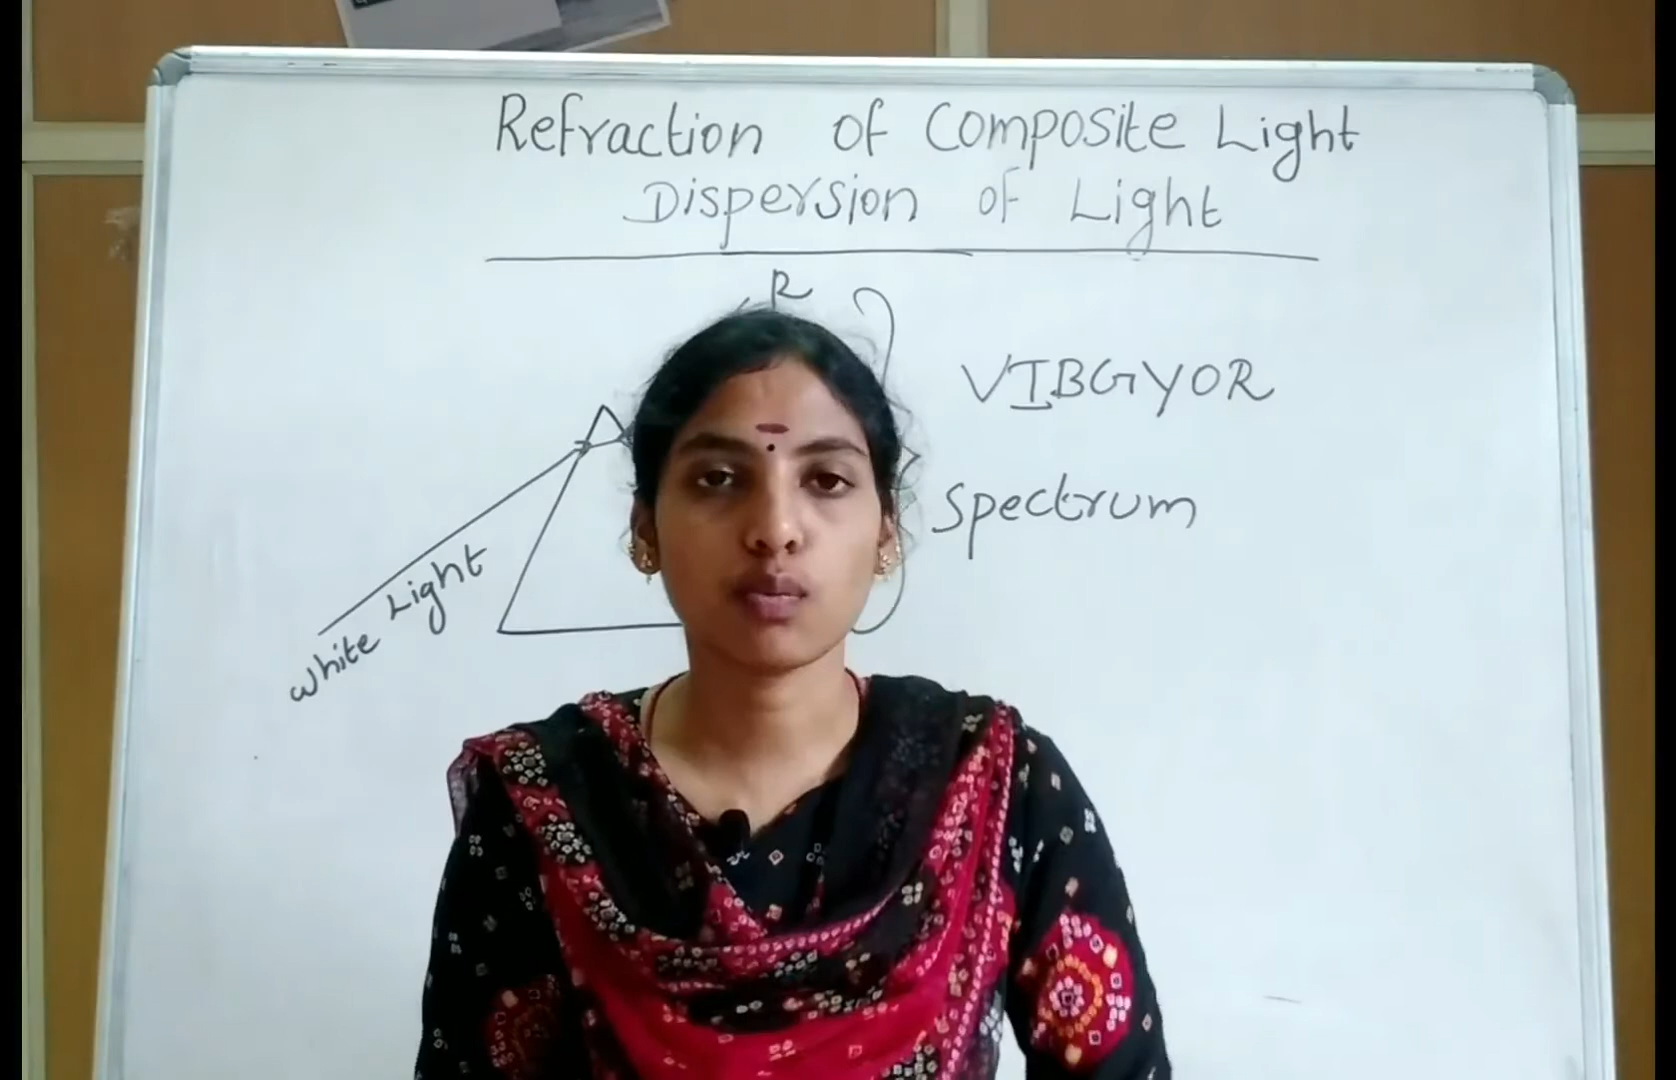 Refraction of Composite Light
Dispersion of Light
R
VIBGYOR
Spectrum
White Light